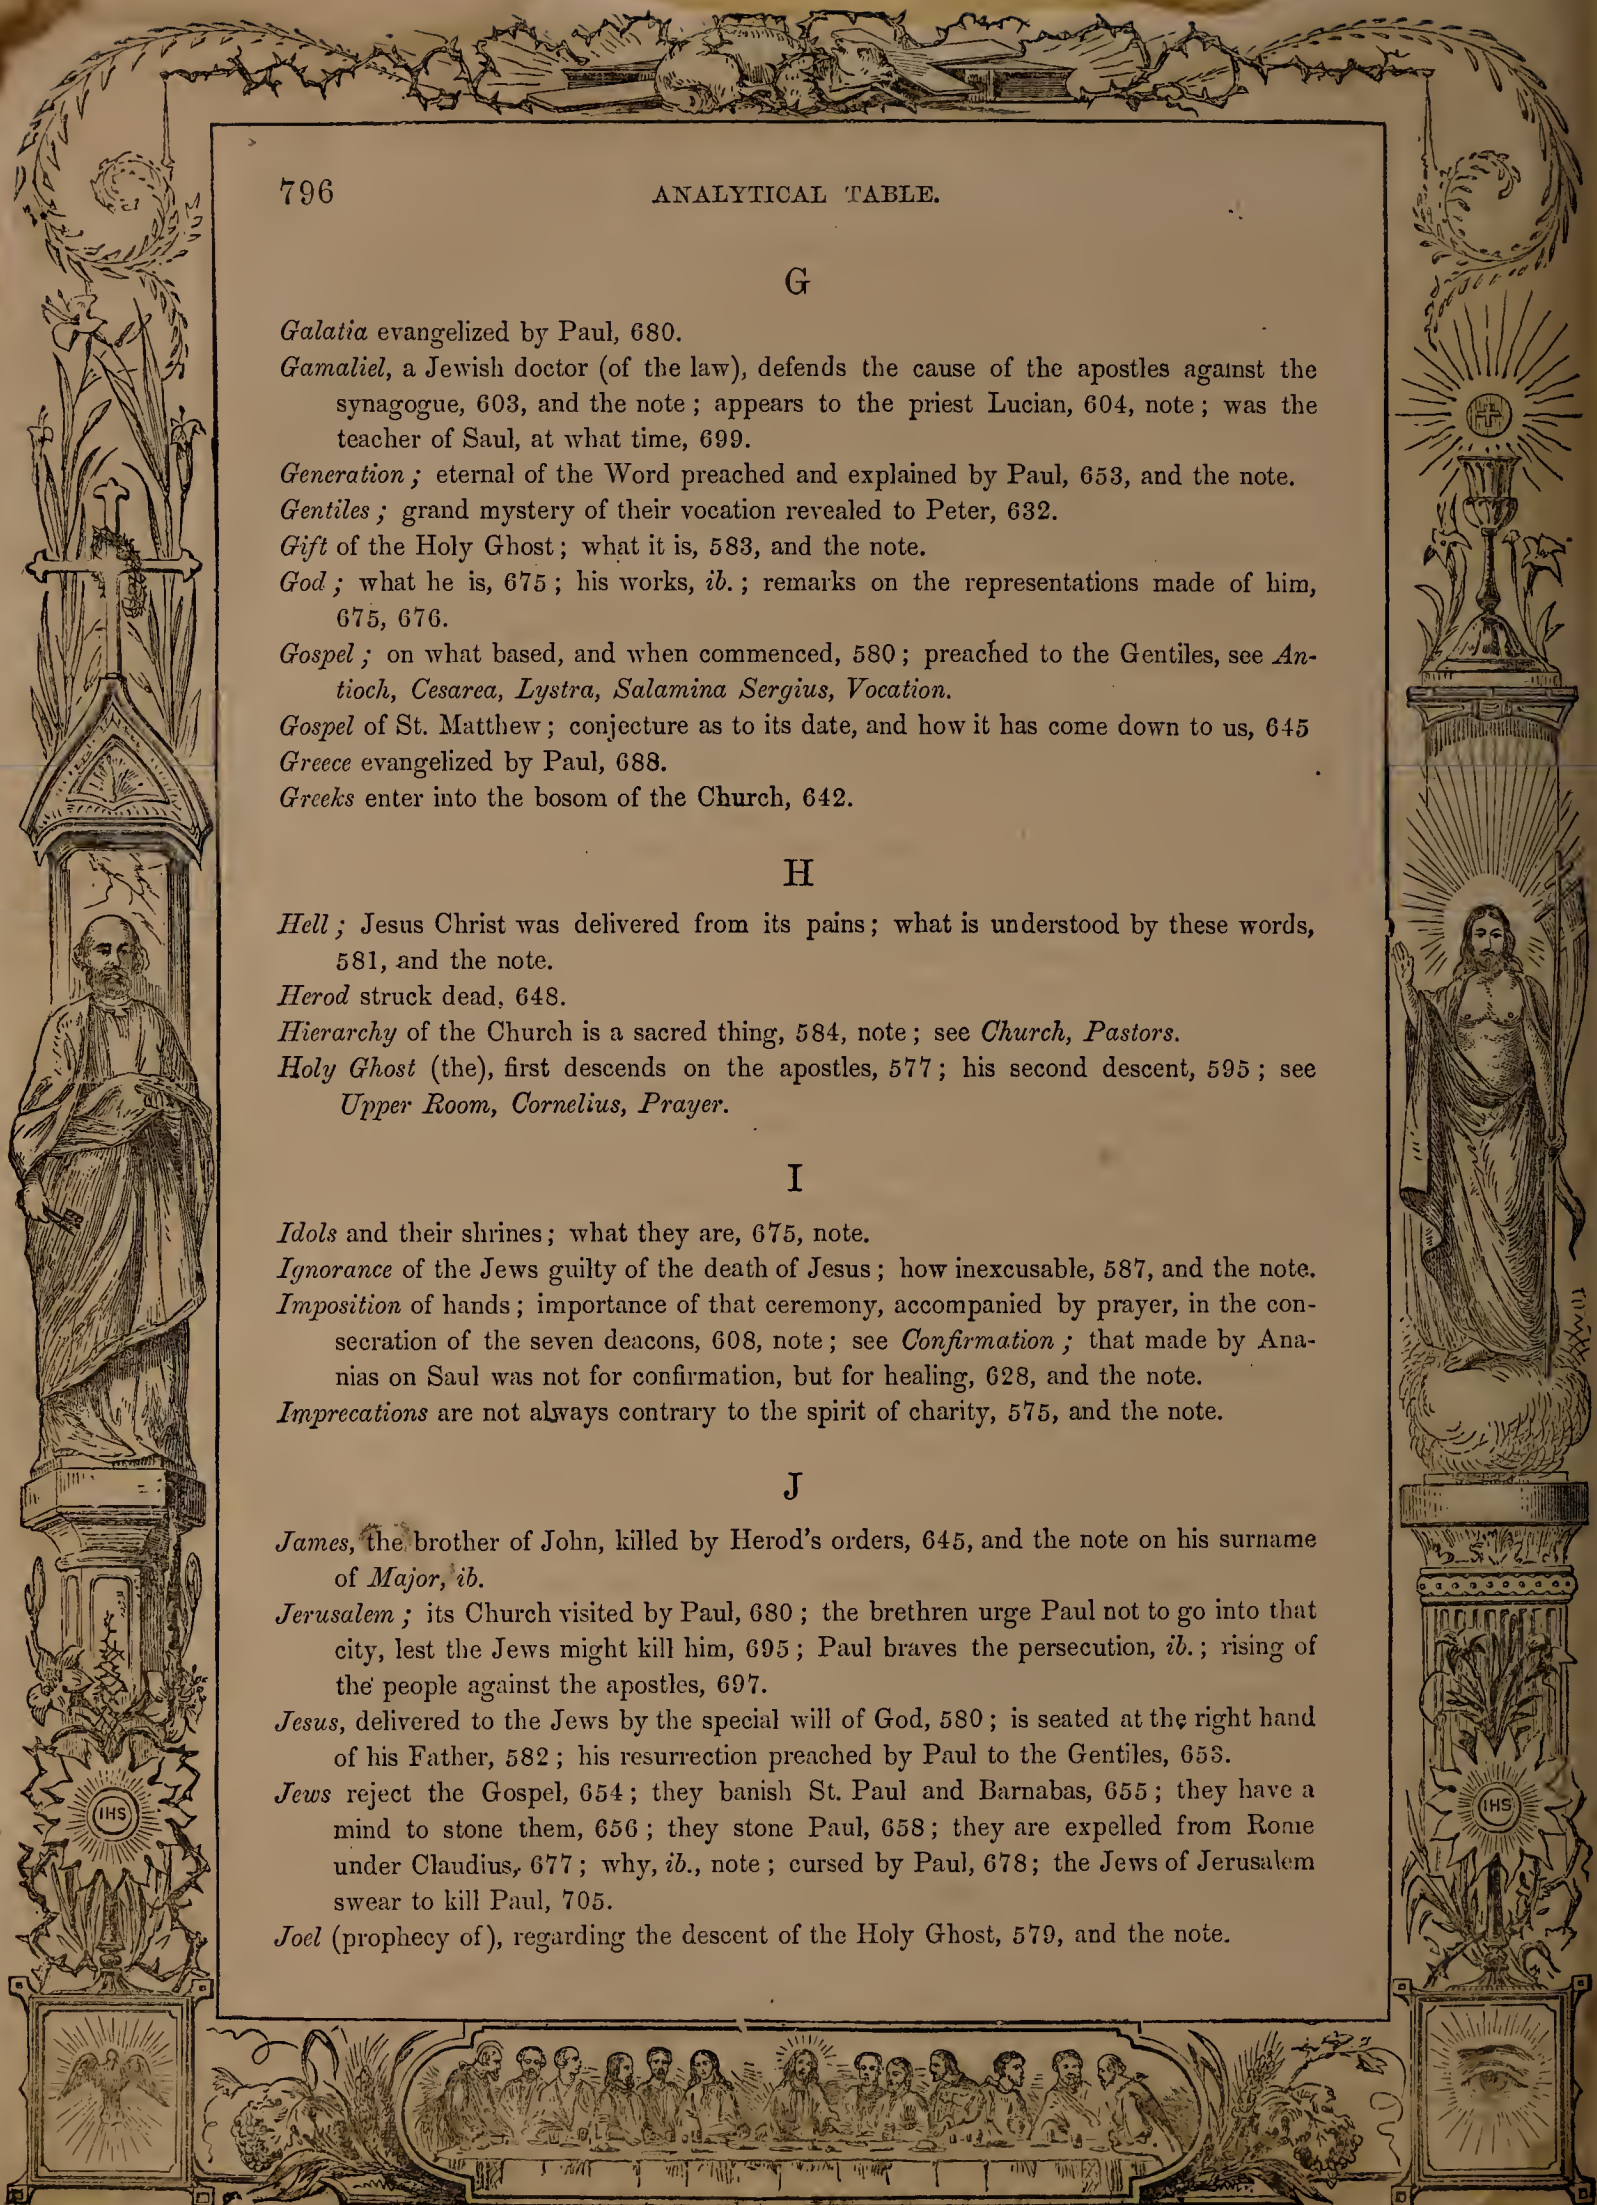 796 ANALYTICAL TABLE.
G
Galatia evangelized by Paul, 680.
Gamaliel, a Jewish doctor (of the law), defends the cause of the apostles against the
synagogue, 603, and the note; appears to the priest Lucian, 604, note; was the
teacher of Saul, at what time, 699.
Generation; eternal of the Word preached and explained by Paul, 653, and the note.
Gentiles; grand mystery of their vocation revealed to Peter, 632.
Gift of the Holy Ghost; what it is, 583, and the note.
God; what he is, 675; his works, ib.; remarks on the representations made of him,
675, 676.
Gospel; on what based, and when commenced, 580; preached to the Gentiles, see An-
tioch, Cesarea, Lystra, Salamina Sergius, Vocation.
Gospel of St. Matthew; conjecture as to its date, and how it has come down to us, 645
Greece evangelized by Paul, 688.
Greeks enter into the bosom of the Church, 642.
H
Hell; Jesus Christ was delivered from its pains; what is understood by these words,
581, and the note.
Herod struck dead, 648.
Hierarchy of the Church is a sacred thing, 584, note; see Church, Pastors.
Holy Ghost (the), first descends on the apostles, 577; his second descent, 595; see
Upper Room, Cornelius, Prayer.
I
Idols and their shrines; what they are, 675, note.
Ignorance of the Jews guilty of the death of Jesus; how inexcusable, 587, and the note.
Imposition of hands; importance of that ceremony, accompanied by prayer, in the con-
secration of the seven deacons, 608, note; see Confirmation; that made by Ana-
nias on Saul was not for confirmation, but for healing, 628, and the note.
Imprecations are not always contrary to the spirit of charity, 575, and the note.
J
James, the brother of John, killed by Herod's orders, 645, and the note on his surname
of Major, ib.
Jerusalem; its Church visited by Paul, 680; the brethren urge Paul not to go into that
city, lest the Jews might kill him, 695; Paul braves the persecution, ib.; rising of
the people against the apostles, 697.
Jesus, delivered to the Jews by the special will of God, 580; is seated at the right hand
of his Father, 582; his resurrection preached by Paul to the Gentiles, 653.
Jews reject the Gospel, 654; they banish St. Paul and Barnabas, 655; they have a
mind to stone them, 656; they stone Paul, 658; they are expelled from Rome
under Claudius, 677; why, ib., note; cursed by Paul, 678; the Jews of Jerusalem
swear to kill Paul, 705.
Joel (prophecy of), regarding the descent of the Holy Ghost, 579, and the note.
IHS
IHS